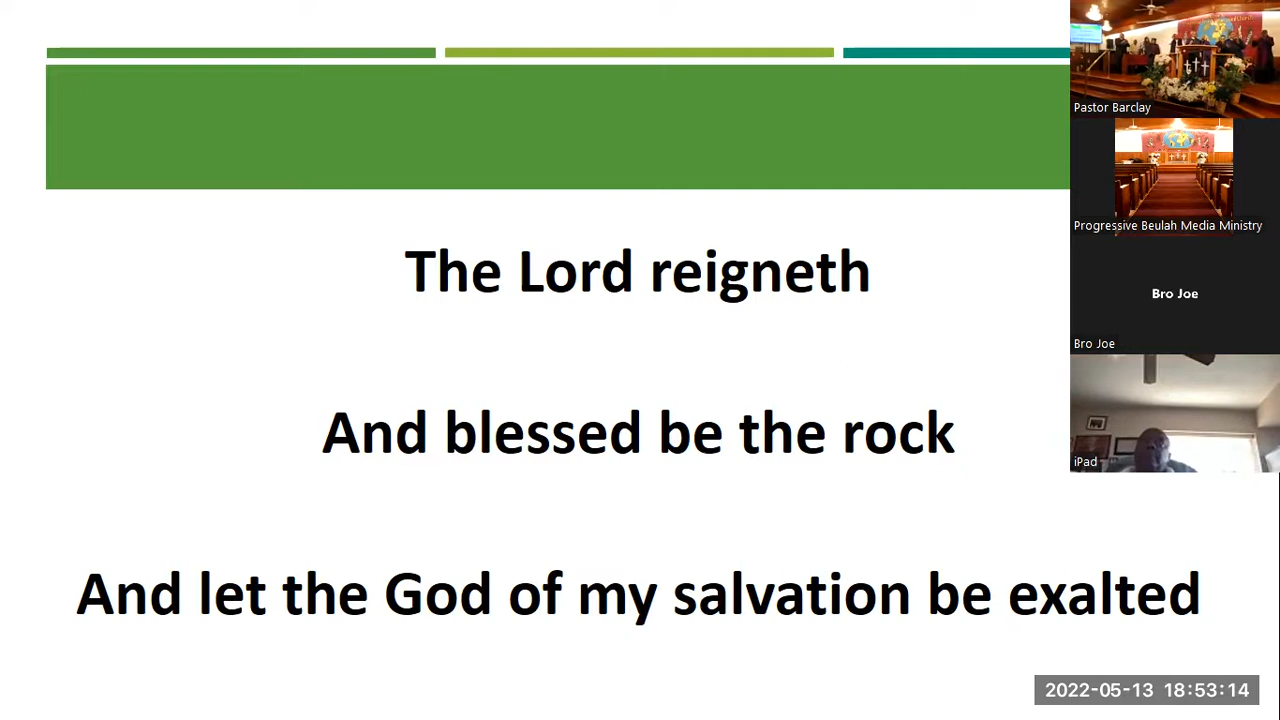 The Lord reigneth
And blessed be the rock
And let the God of my salvation be exalted
Pastor Barclay
Progressive Beulah Media Ministry
Bro Joe
Bro Joe
iPad
2022-05-13 18:53:14